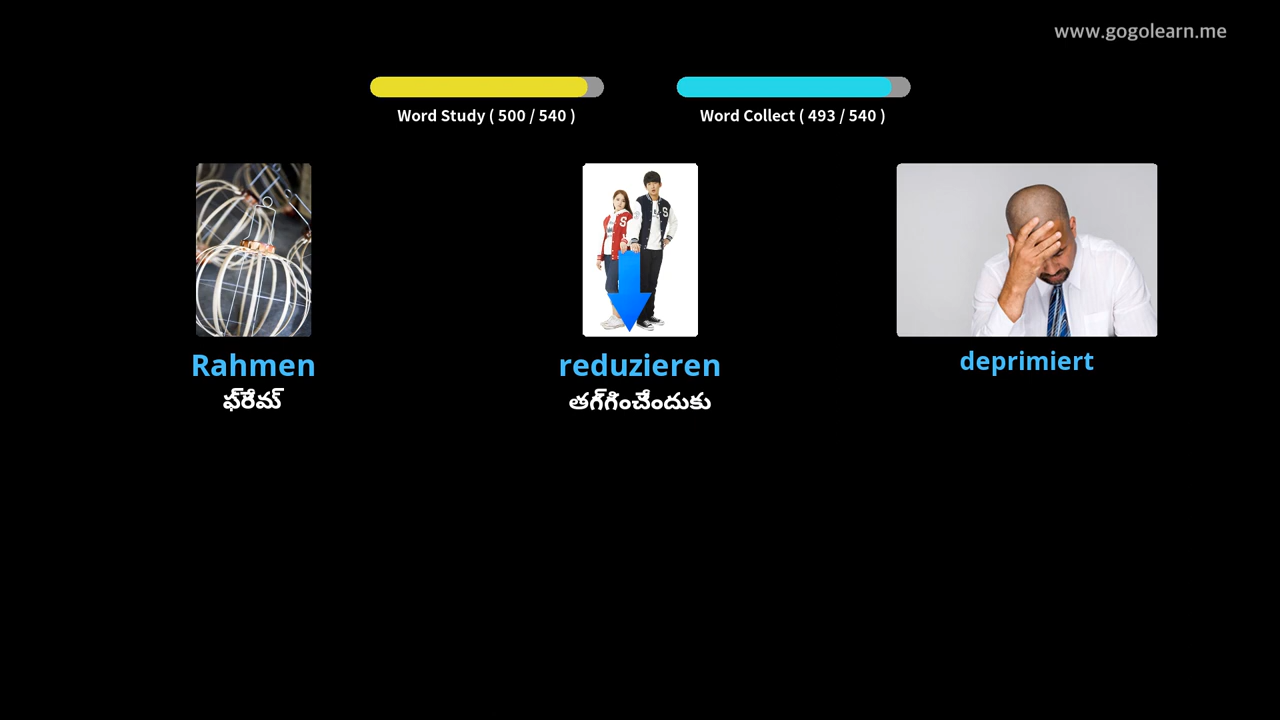 www.gogolearn.me
Word Study ( 500 / 540 )
Word Collect ( 493 / 540 )
Rahmen
ఫ్రేమ్
reduzieren
తగ్గించేందుకు
deprimiert
S
S